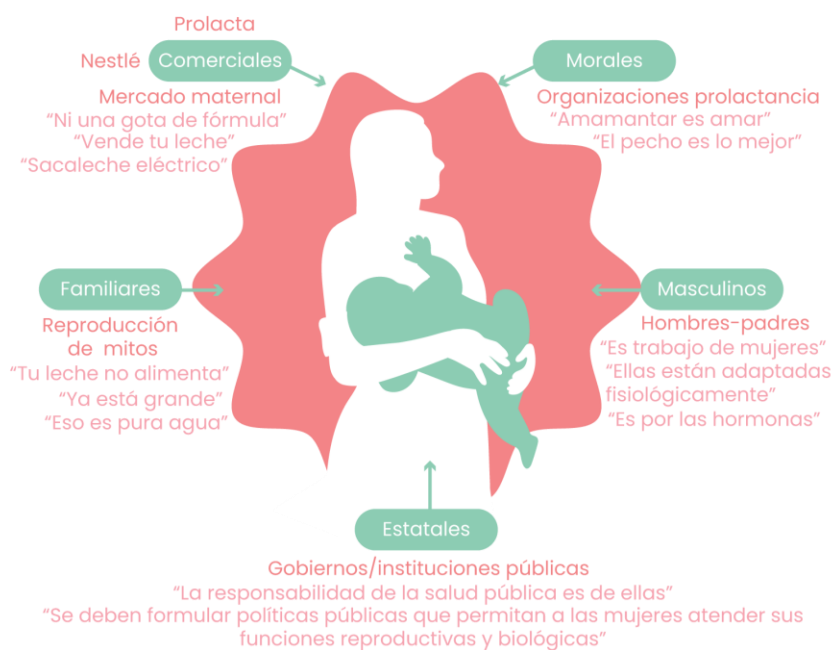 Prolacta
Nestlé
Comerciales
Mercado maternal
“Ni una gota de fórmula”
“Vende tu leche”
“Sacaleche eléctrico”
Morales
Organizaciones prolactancia
“Amamantar es amar”
“El pecho es lo mejor”
Familiares
Reproducción
de mitos
“Tu leche no alimenta”
“Ya está grande”
“Eso es pura agua”
Masculinos
Hombres-padres
“Es trabajo de mujeres”
“Ellas están adaptadas
fisiológicamente”
“Es por las hormonas”
Estatales
Gobiernos/instituciones públicas
“La responsabilidad de la salud pública es de ellas”
“Se deben formular políticas públicas que permitan a las mujeres atender sus
funciones reproductivas y biológicas”